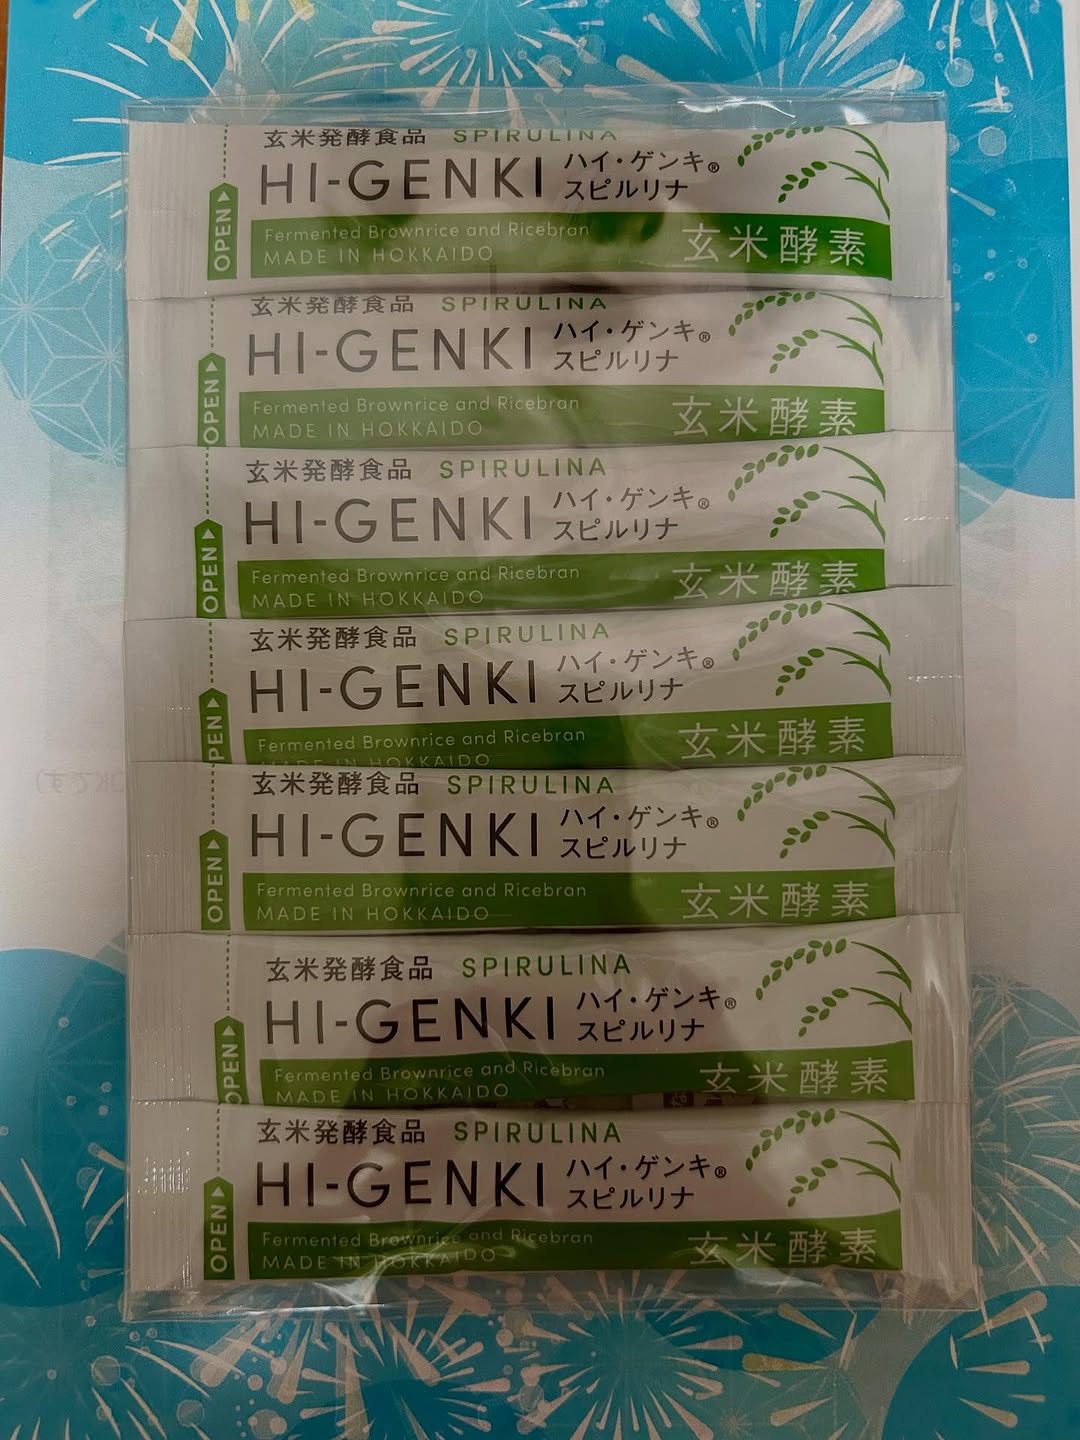 玄米発酵食品 SPIRULINA
HI-GENKI ハイ・ゲンキ®
スピルリナ
OPEN
Fermented Brownrice and Ricebran
MADE IN HOKKAIDO
玄米酵素
玄米発酵食品 SPIRULINA
HI-GENKI ハイ・ゲンキ®
スピルリナ
OPEN
Fermented Brownrice and Ricebran
MADE IN HOKKAIDO
玄米酵素
玄米発酵食品 SPIRULINA
HI-GENKI ハイ・ゲンキ®
スピルリナ
OPEN
Fermented Brownrice and Ricebran
MADE IN HOKKAIDO
玄米酵素
玄米発酵食品 SPIRULINA
HI-GENKI ハイ・ゲンキ®
スピルリナ
OPEN
Fermented Brownrice and Ricebran
MADE IN HOKKAIDO
玄米酵素
玄米発酵食品 SPIRULINA
HI-GENKI ハイ・ゲンキ®
スピルリナ
OPEN
Fermented Brownrice and Ricebran
MADE IN HOKKAIDO
玄米酵素
玄米発酵食品 SPIRULINA
HI-GENKI ハイ・ゲンキ®
スピルリナ
OPEN
Fermented Brownrice and Ricebran
MADE IN HOKKAIDO
玄米酵素
玄米発酵食品 SPIRULINA
HI-GENKI ハイ・ゲンキ®
スピルリナ
OPEN
Fermented Brownrice and Ricebran
MADE IN HOKKAIDO
玄米酵素